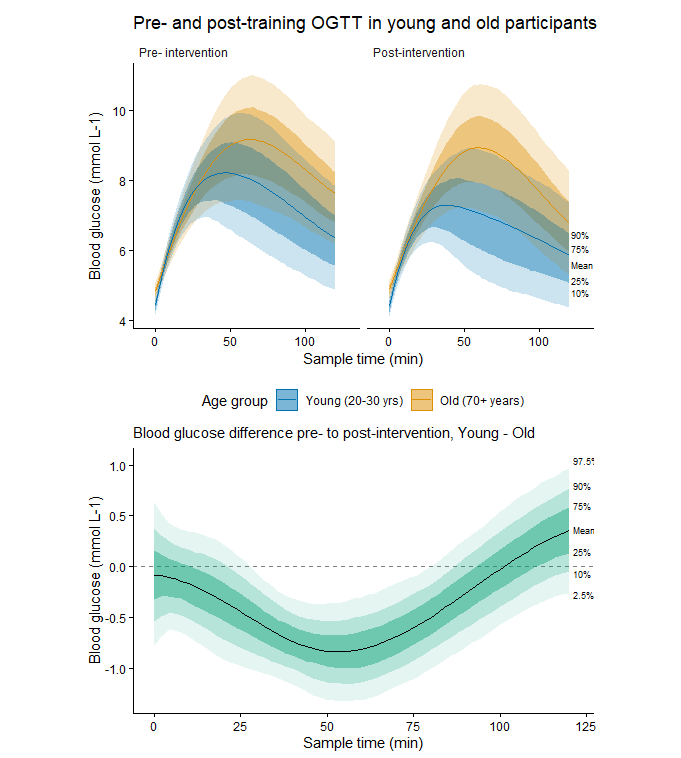 Pre- and post-training OGTT in young and old participants
Pre- intervention
Post-intervention
Blood glucose (mmol L-1)
10
8
6
4
90%
75%
Mean
25%
10%
0
50
100
0
50
100
Sample time (min)
Age group
Young (20-30 yrs)
Old (70+ years)
Blood glucose difference pre- to post-intervention, Young - Old
Blood glucose (mmol L-1)
1.0
0.5
0.0
-0.5
-1.0
97.5%
90%
75%
Mean
25%
10%
2.5%
0
25
50
75
100
125
Sample time (min)